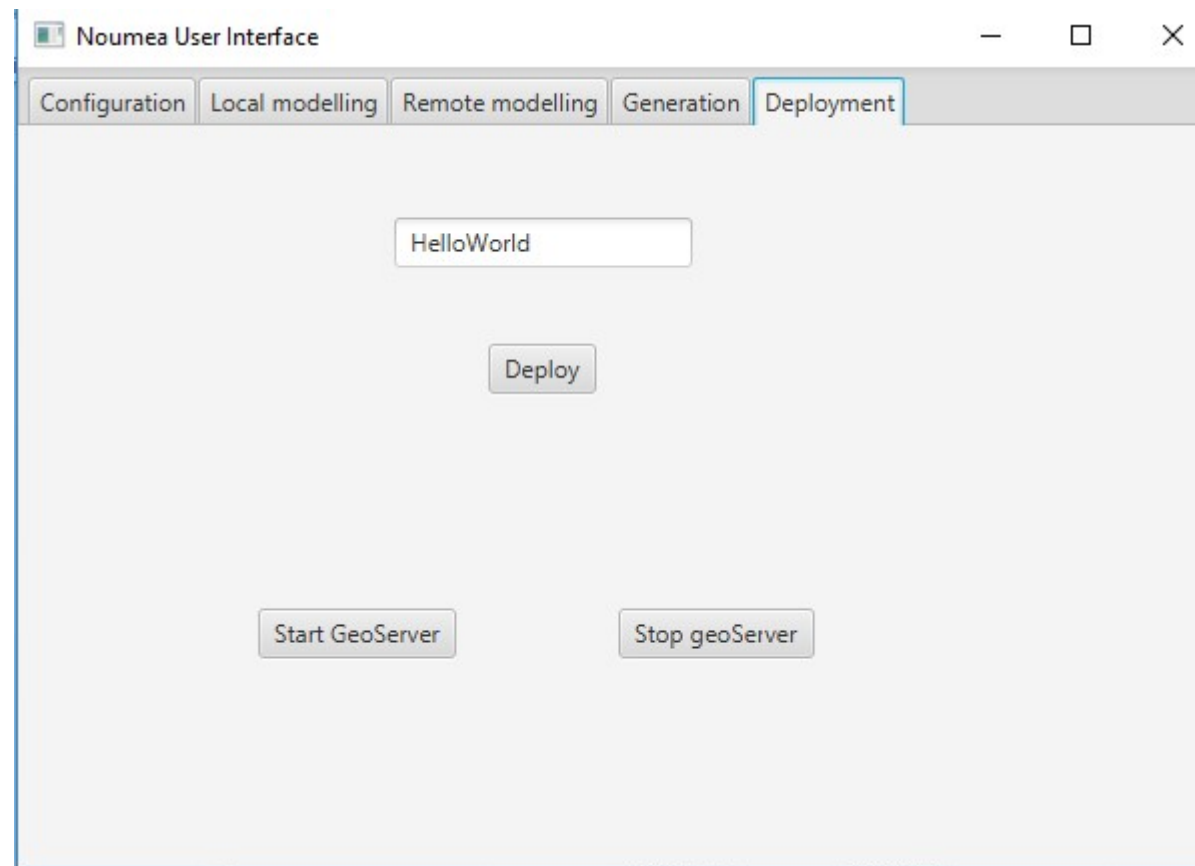 Noumea User Interface
Configuration Local modelling Remote modelling Generation Deployment
HelloWorld
Deploy
Start GeoServer Stop geoServer